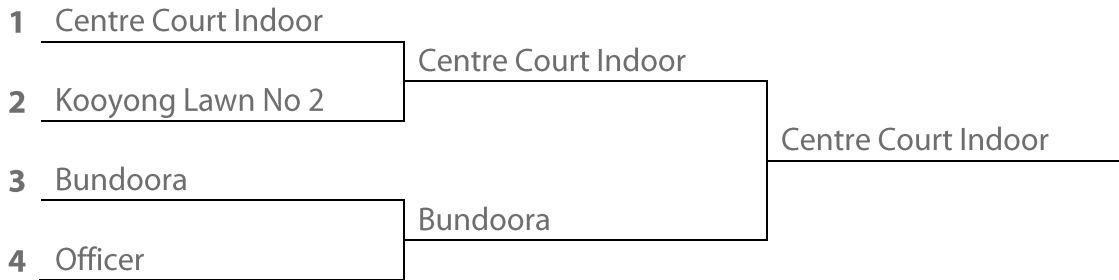 1 Centre Court Indoor
Centre Court Indoor
2 Kooyong Lawn No 2
Centre Court Indoor
3 Bundoora
Bundoora
4 Officer